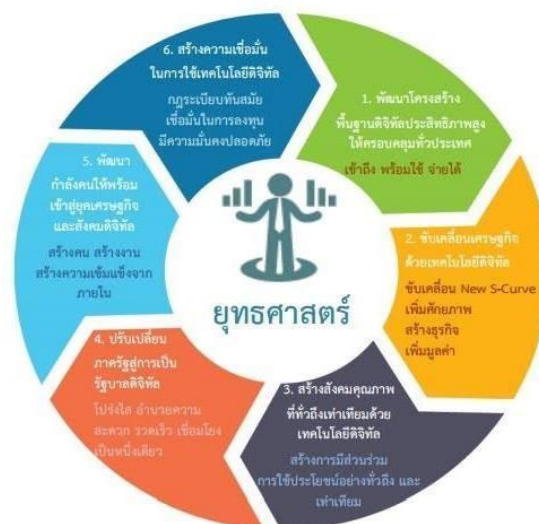 ยุทธศาสตร์
1. พัฒนาโครงสร้าง
พื้นฐานดิจิทัลประสิทธิภาพสูง
ให้ครอบคลุมทั่วประเทศ
เข้าถึง พร้อมใช้ จ่ายได้
2. ขับเคลื่อนเศรษฐกิจ
ด้วยเทคโนโลยีดิจิทัล
ขับเคลื่อน New S-Curve
เพิ่มศักยภาพ
สร้างธุรกิจ
เพิ่มมูลค่า
3. สร้างสังคมคุณภาพ
ที่ทั่วถึงเท่าเทียมด้วย
เทคโนโลยีดิจิทัล
สร้างการมีส่วนร่วม
การใช้ประโยชน์อย่างทั่วถึง และ
เท่าเทียม
4. ปรับเปลี่ยน
ภาครัฐสู่การเป็น
รัฐบาลดิจิทัล
โปร่งใส อำนวยความ
สะดวก รวดเร็ว เชื่อมโยง
เป็นหนึ่งเดียว
5. พัฒนา
กำลังคนให้พร้อม
เข้าสู่ยุคเศรษฐกิจ
และสังคมดิจิทัล
สร้างคน สร้างงาน
สร้างความเข้มแข็งจาก
ภายใน
6. สร้างความเชื่อมั่น
ในการใช้เทคโนโลยีดิจิทัล
กฎระเบียบทันสมัย
เชื่อมั่นในการลงทุน
มีความมั่นคงปลอดภัย